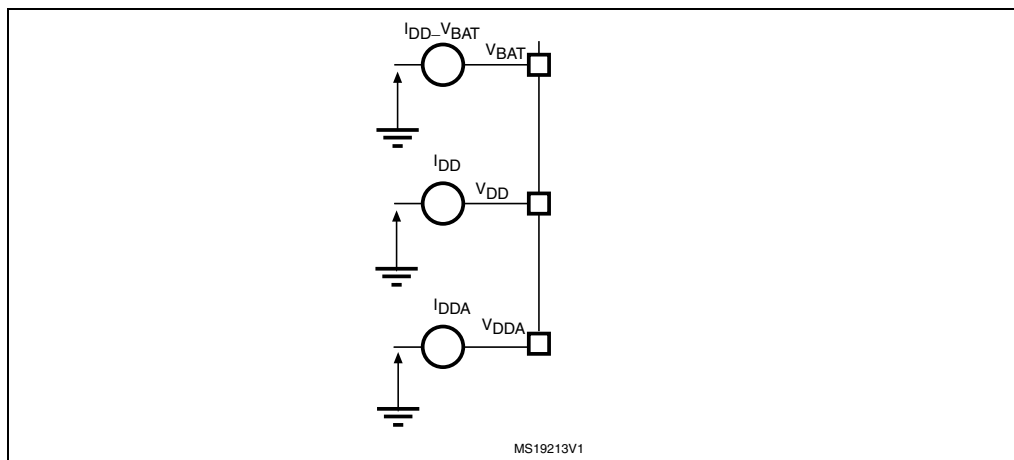 IDD_VBAT
VBAT
IDD
VDD
IDDA
VDDA
MS19213V1